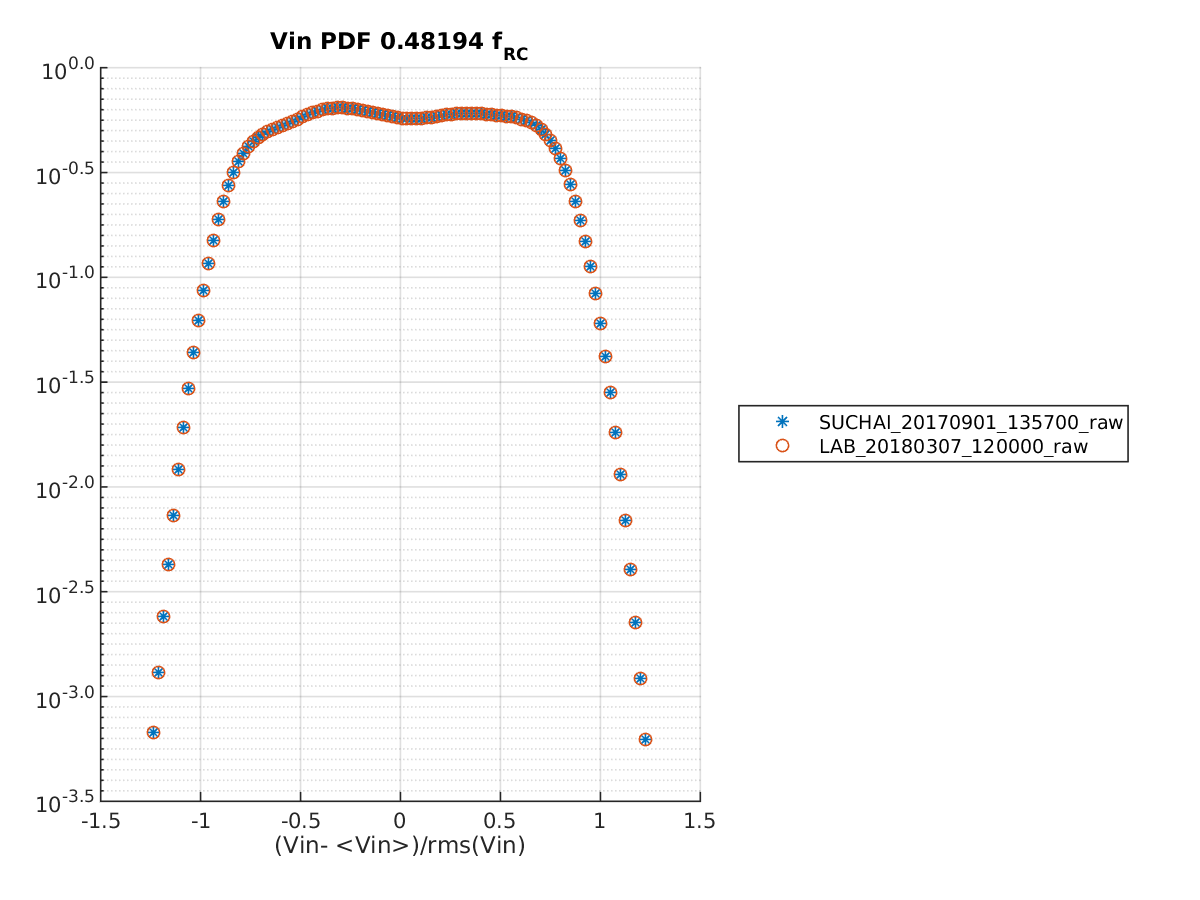 Vin PDF 0.48194 f_RC
10^0.0
10^-0.5
10^-1.0
10^-1.5
10^-2.0
10^-2.5
10^-3.0
10^-3.5
-1.5 -1 -0.5 0 0.5 1 1.5
(Vin- <Vin>)/rms(Vin)
SUCHAI_20170901_135700_raw
LAB_20180307_120000_raw